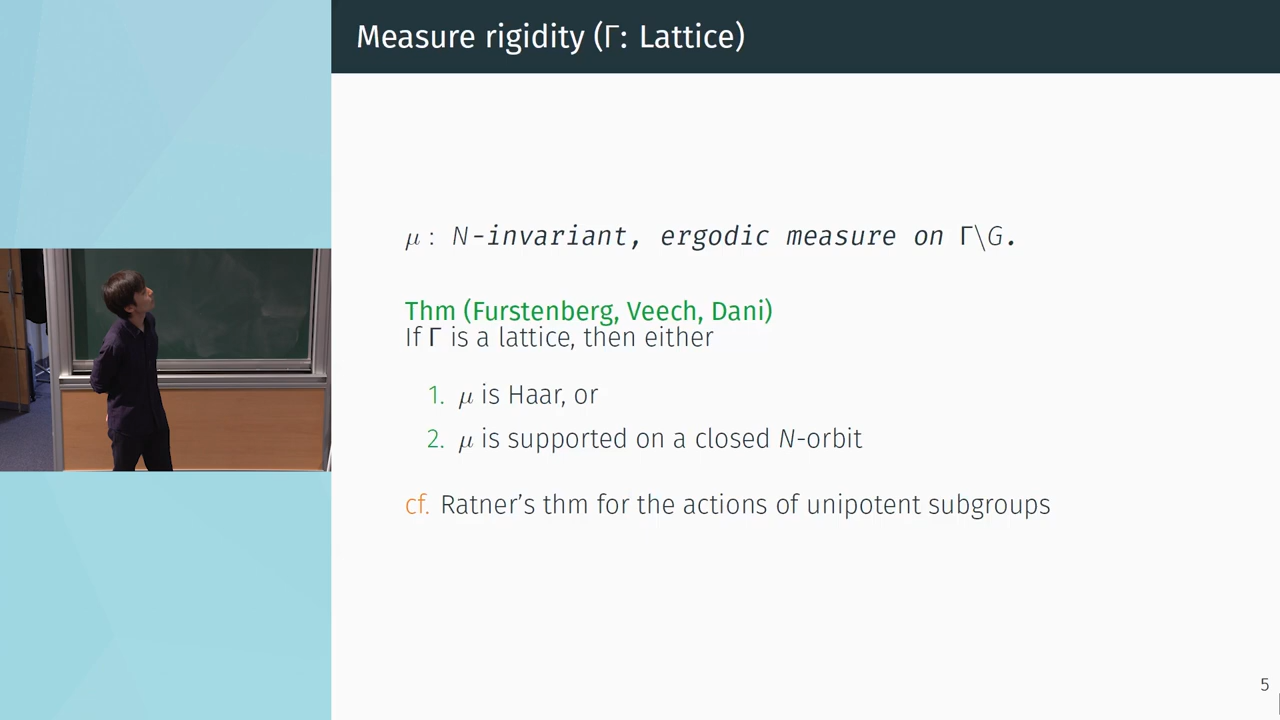 Measure rigidity (Γ: Lattice)
μ : N-invariant, ergodic measure on Γ\G.
Thm (Furstenberg, Veech, Dani)
If Γ is a lattice, then either
1. μ is Haar, or
2. μ is supported on a closed N-orbit
cf. Ratner's thm for the actions of unipotent subgroups
5